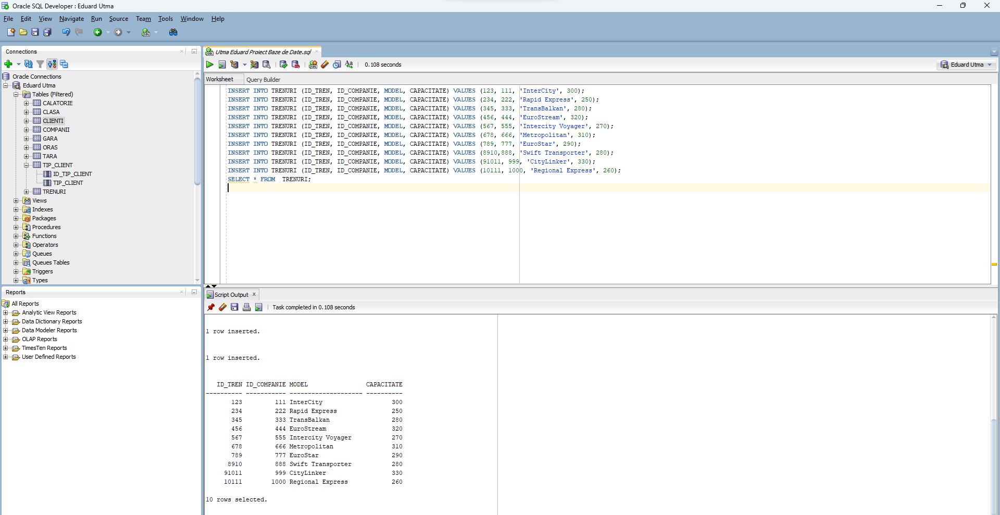 Oracle SQL Developer : Eduard Utma
File Edit View Navigate Run Source Team Tools Window Help
Connections
Oracle Connections
Eduard Utma
Tables (Filtered)
CALATORIE
CLASA
CLIENTI
COMPANII
GARA
ORAS
TARA
TIP_CLIENT
ID_TIP_CLIENT
TIP_CLIENT
TRENURI
Views
Indexes
Packages
Procedures
Functions
Operators
Queues
Queues Tables
Triggers
Types
Reports
All Reports
Analytic View Reports
Data Dictionary Reports
Data Modeler Reports
OLAP Reports
TimesTen Reports
User Defined Reports
Utma Eduard Proiect Baze de Date.sql
0.108 seconds
Eduard Utma
Worksheet Query Builder
INSERT INTO TRENURI (ID_TREN, ID_COMPANIE, MODEL, CAPACITATE) VALUES (123, 111, 'InterCity', 300);
INSERT INTO TRENURI (ID_TREN, ID_COMPANIE, MODEL, CAPACITATE) VALUES (234, 222, 'Rapid Express', 250);
INSERT INTO TRENURI (ID_TREN, ID_COMPANIE, MODEL, CAPACITATE) VALUES (345, 333, 'TransBalkan', 280);
INSERT INTO TRENURI (ID_TREN, ID_COMPANIE, MODEL, CAPACITATE) VALUES (456, 444, 'EuroStream', 320);
INSERT INTO TRENURI (ID_TREN, ID_COMPANIE, MODEL, CAPACITATE) VALUES (567, 555, 'Intercity Voyager', 270);
INSERT INTO TRENURI (ID_TREN, ID_COMPANIE, MODEL, CAPACITATE) VALUES (678, 666, 'Metropolitan', 310);
INSERT INTO TRENURI (ID_TREN, ID_COMPANIE, MODEL, CAPACITATE) VALUES (789, 777, 'EuroStar', 290);
INSERT INTO TRENURI (ID_TREN, ID_COMPANIE, MODEL, CAPACITATE) VALUES (8910,888, 'Swift Transporter', 280);
INSERT INTO TRENURI (ID_TREN, ID_COMPANIE, MODEL, CAPACITATE) VALUES (91011, 999, 'CityLinker', 330);
INSERT INTO TRENURI (ID_TREN, ID_COMPANIE, MODEL, CAPACITATE) VALUES (10111, 1000, 'Regional Express', 260);
SELECT * FROM  TRENURI;
Script Output
Task completed in 0.108 seconds
1 row inserted.
1 row inserted.
ID_TREN ID_COMPANIE MODEL CAPACITATE
---------- ----------- -------------------- ----------
123 111 InterCity 300
234 222 Rapid Express 250
345 333 TransBalkan 280
456 444 EuroStream 320
567 555 Intercity Voyager 270
678 666 Metropolitan 310
789 777 EuroStar 290
8910 888 Swift Transporter 280
91011 999 CityLinker 330
10111 1000 Regional Express 260
10 rows selected.